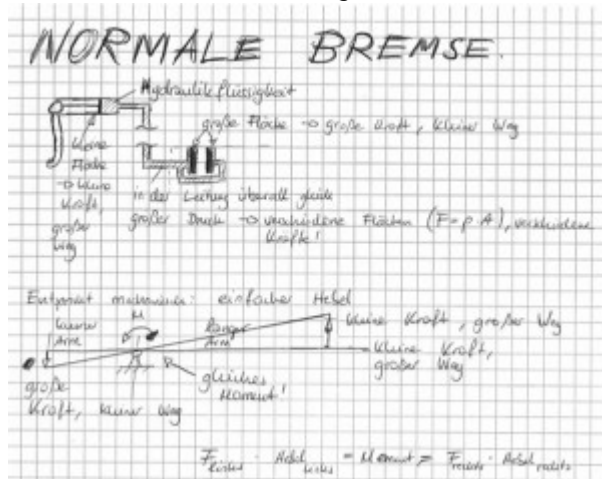 NORMALE BREMSE.
Hydraulikflüssigkeit
große Fläche → große Kraft, kleiner Weg
kleine
Fläche
→ kleine
Kraft,
großer
Weg
in der Leitung überall gleich
großer Druck → verschiedene Flächen (F = p · A), verschiedene
Kräfte!
Entspricht mechanisch: einfacher Hebel
M
kurzer
Arm
langer
Arm
kleine Kraft, großer Weg
kleine Kraft,
großer Weg
gleiches
Moment!
große
Kraft, kurzer Weg
F links · Hebel links = Moment = F rechts · Hebel rechts